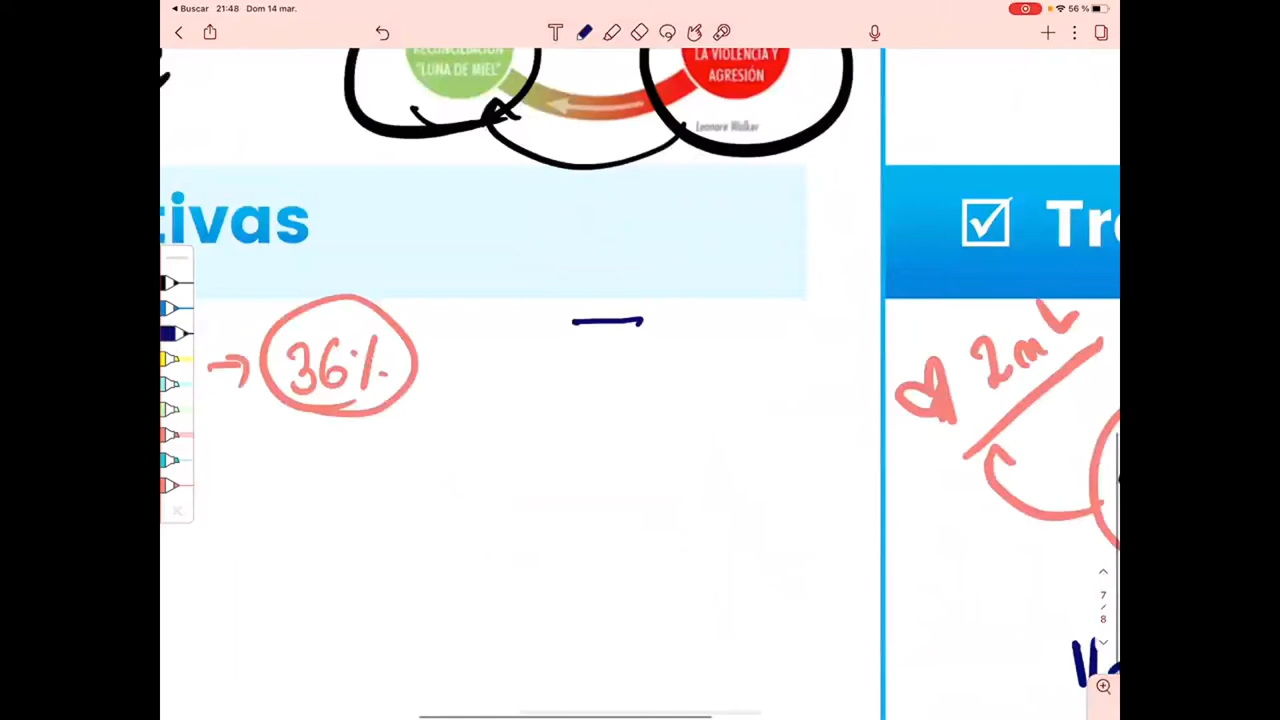 Buscar 21:48 Dom 14 mar. 56 %
RECONCILIACIÓN
"LUNA DE MIEL"
LA VIOLENCIA Y
AGRESIÓN
Leonore Walker
tivas
Tra
36%
2m
7
/
8